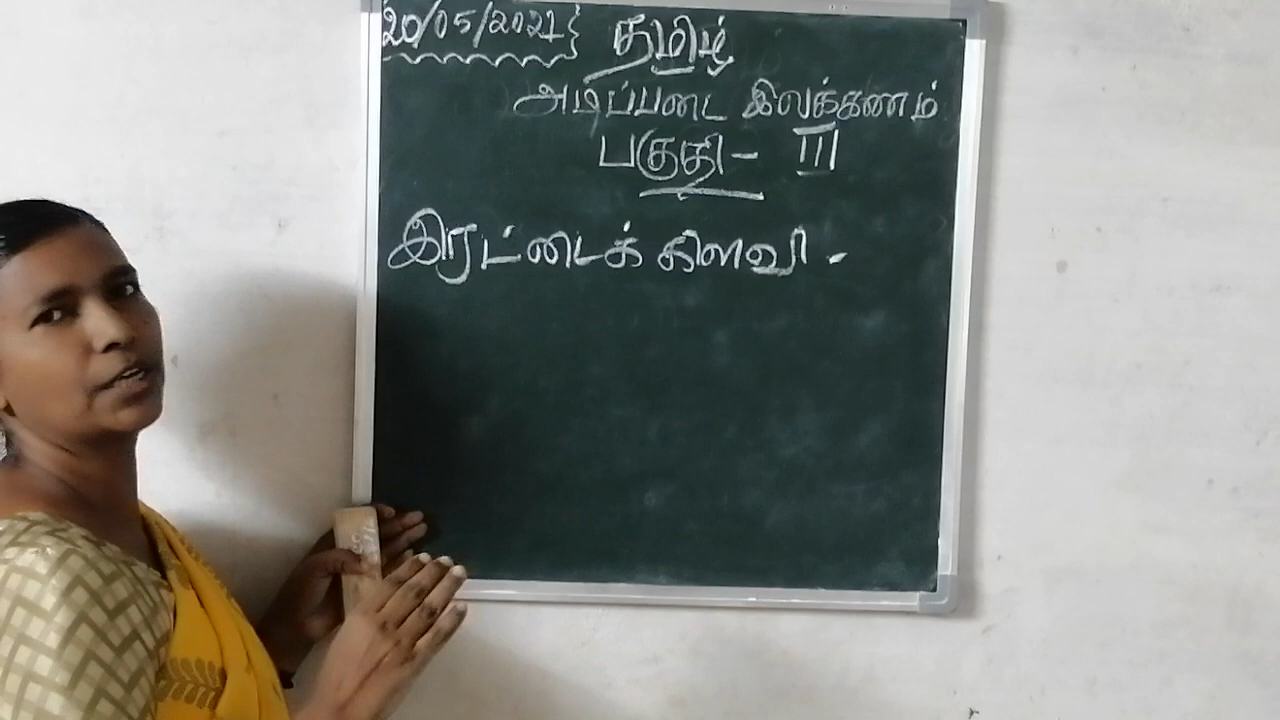 20/05/2021 தமிழ்
அடிப்படை இலக்கணம்
பகுதி - III
இரட்டைக் கிளவி -